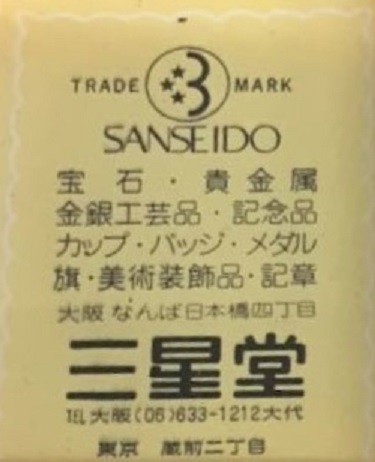 TRADE MARK
SANSEIDO
宝石・貴金属
金銀工芸品・記念品
カップ・バッジ・メダル
旗・美術装飾品・記章
大阪 なんば日本橋四丁目
三星堂
TEL大阪(06)633-1212大代
東京 蔵前二丁目